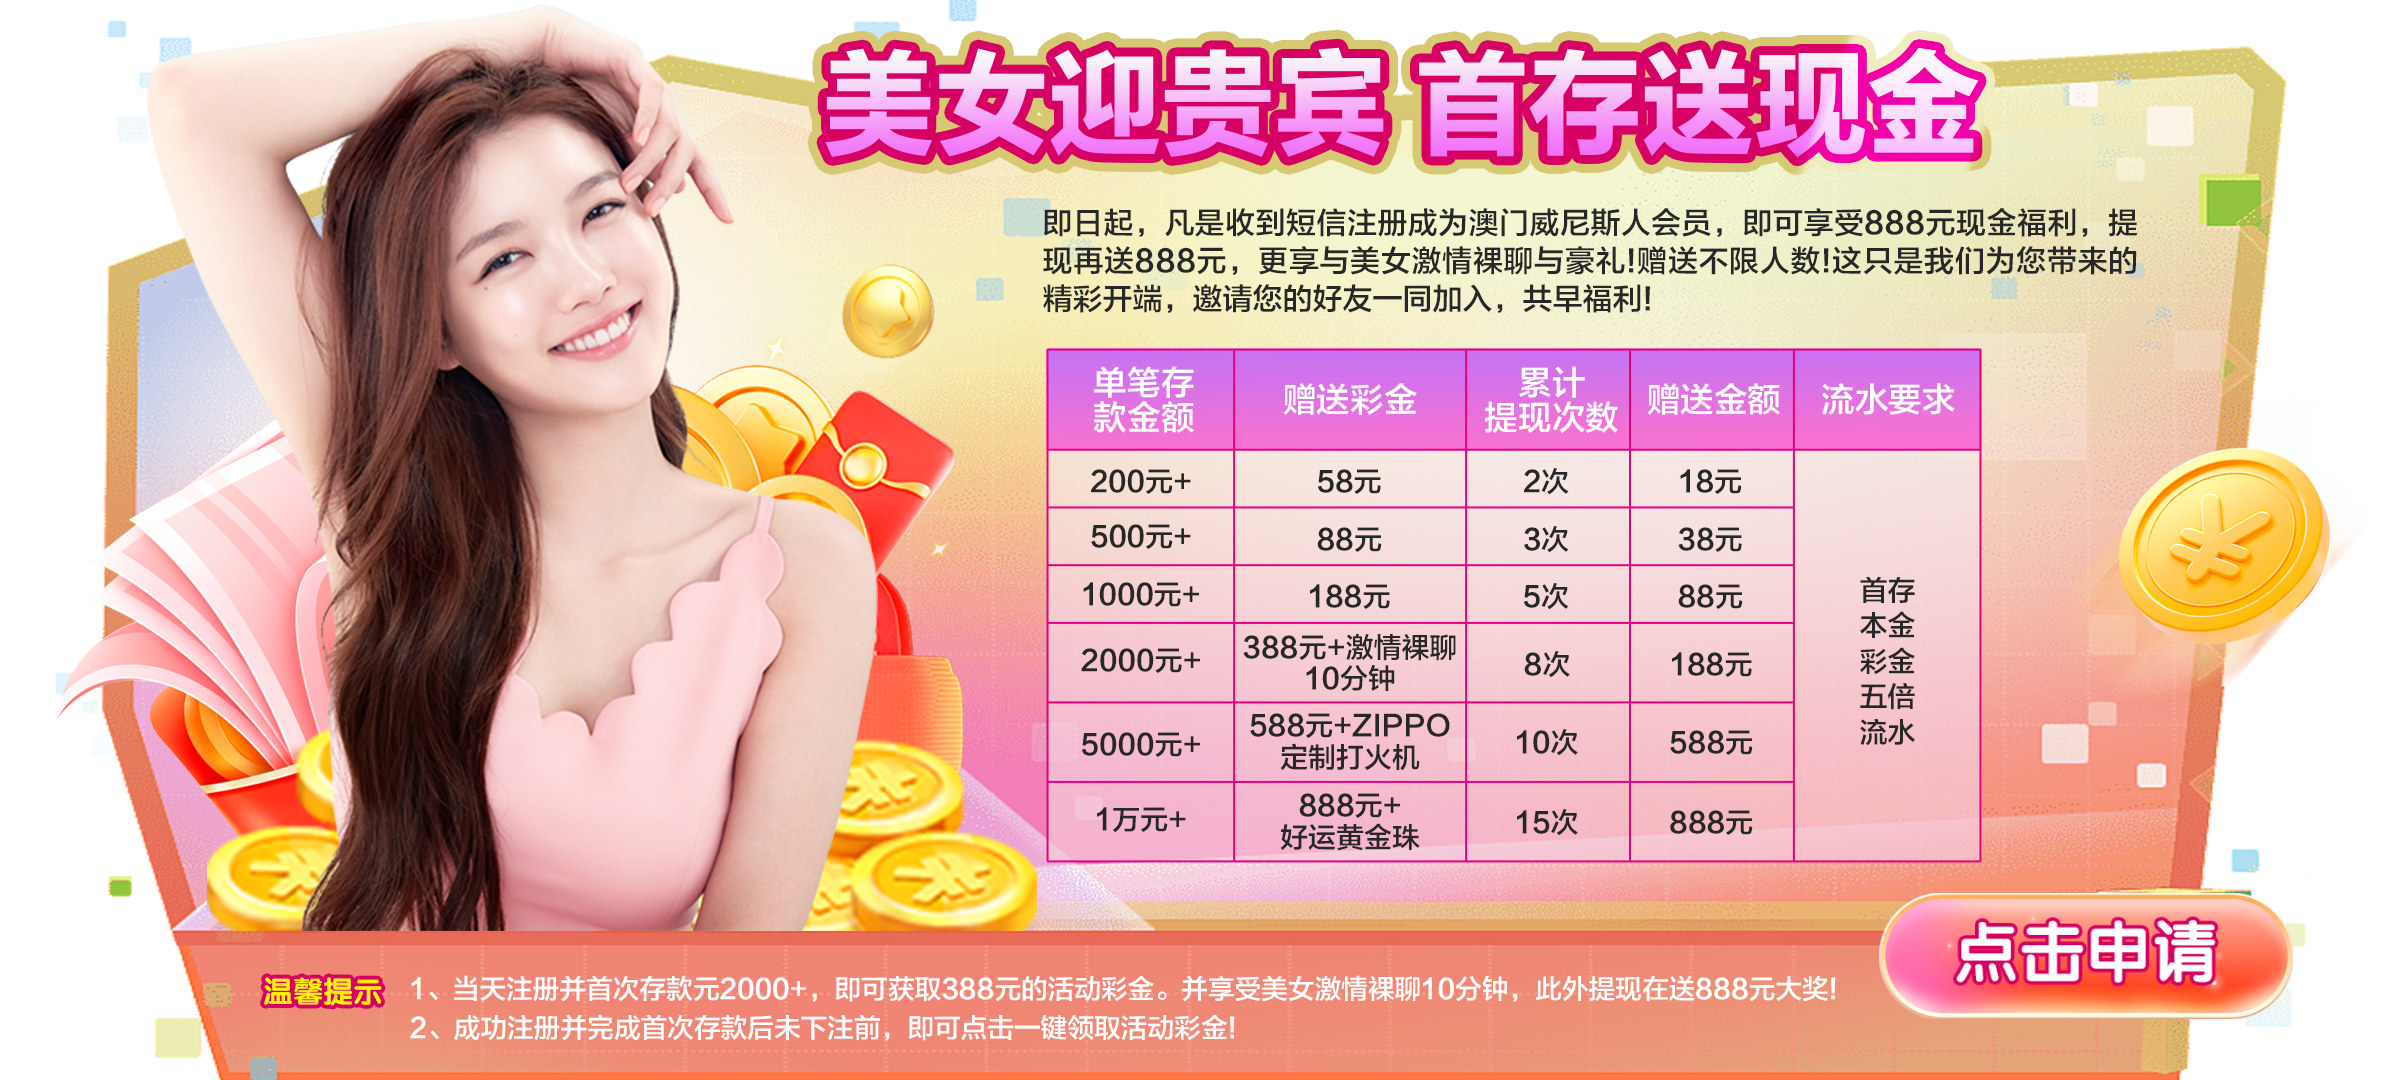 美女迎贵宾 首存送现金
即日起，凡是收到短信注册成为澳门威尼斯人会员，即可享受888元现金福利，提
现再送888元，更享与美女激情裸聊与豪礼!赠送不限人数!这只是我们为您带来的
精彩开端，邀请您的好友一同加入，共早福利!
单笔存
款金额
赠送彩金
累计
提现次数
赠送金额
流水要求
200元+
58元
2次
18元
500元+
88元
3次
38元
1000元+
188元
5次
88元
2000元+
388元+激情裸聊
10分钟
8次
188元
5000元+
588元+ZIPPO
定制打火机
10次
588元
1万元+
888元+
好运黄金珠
15次
888元
首存
本金
彩金
五倍
流水
点击申请
温馨提示
1、当天注册并首次存款元2000+，即可获取388元的活动彩金。并享受美女激情裸聊10分钟，此外提现在送888元大奖!
2、成功注册并完成首次存款后未下注前，即可点击一键领取活动彩金!